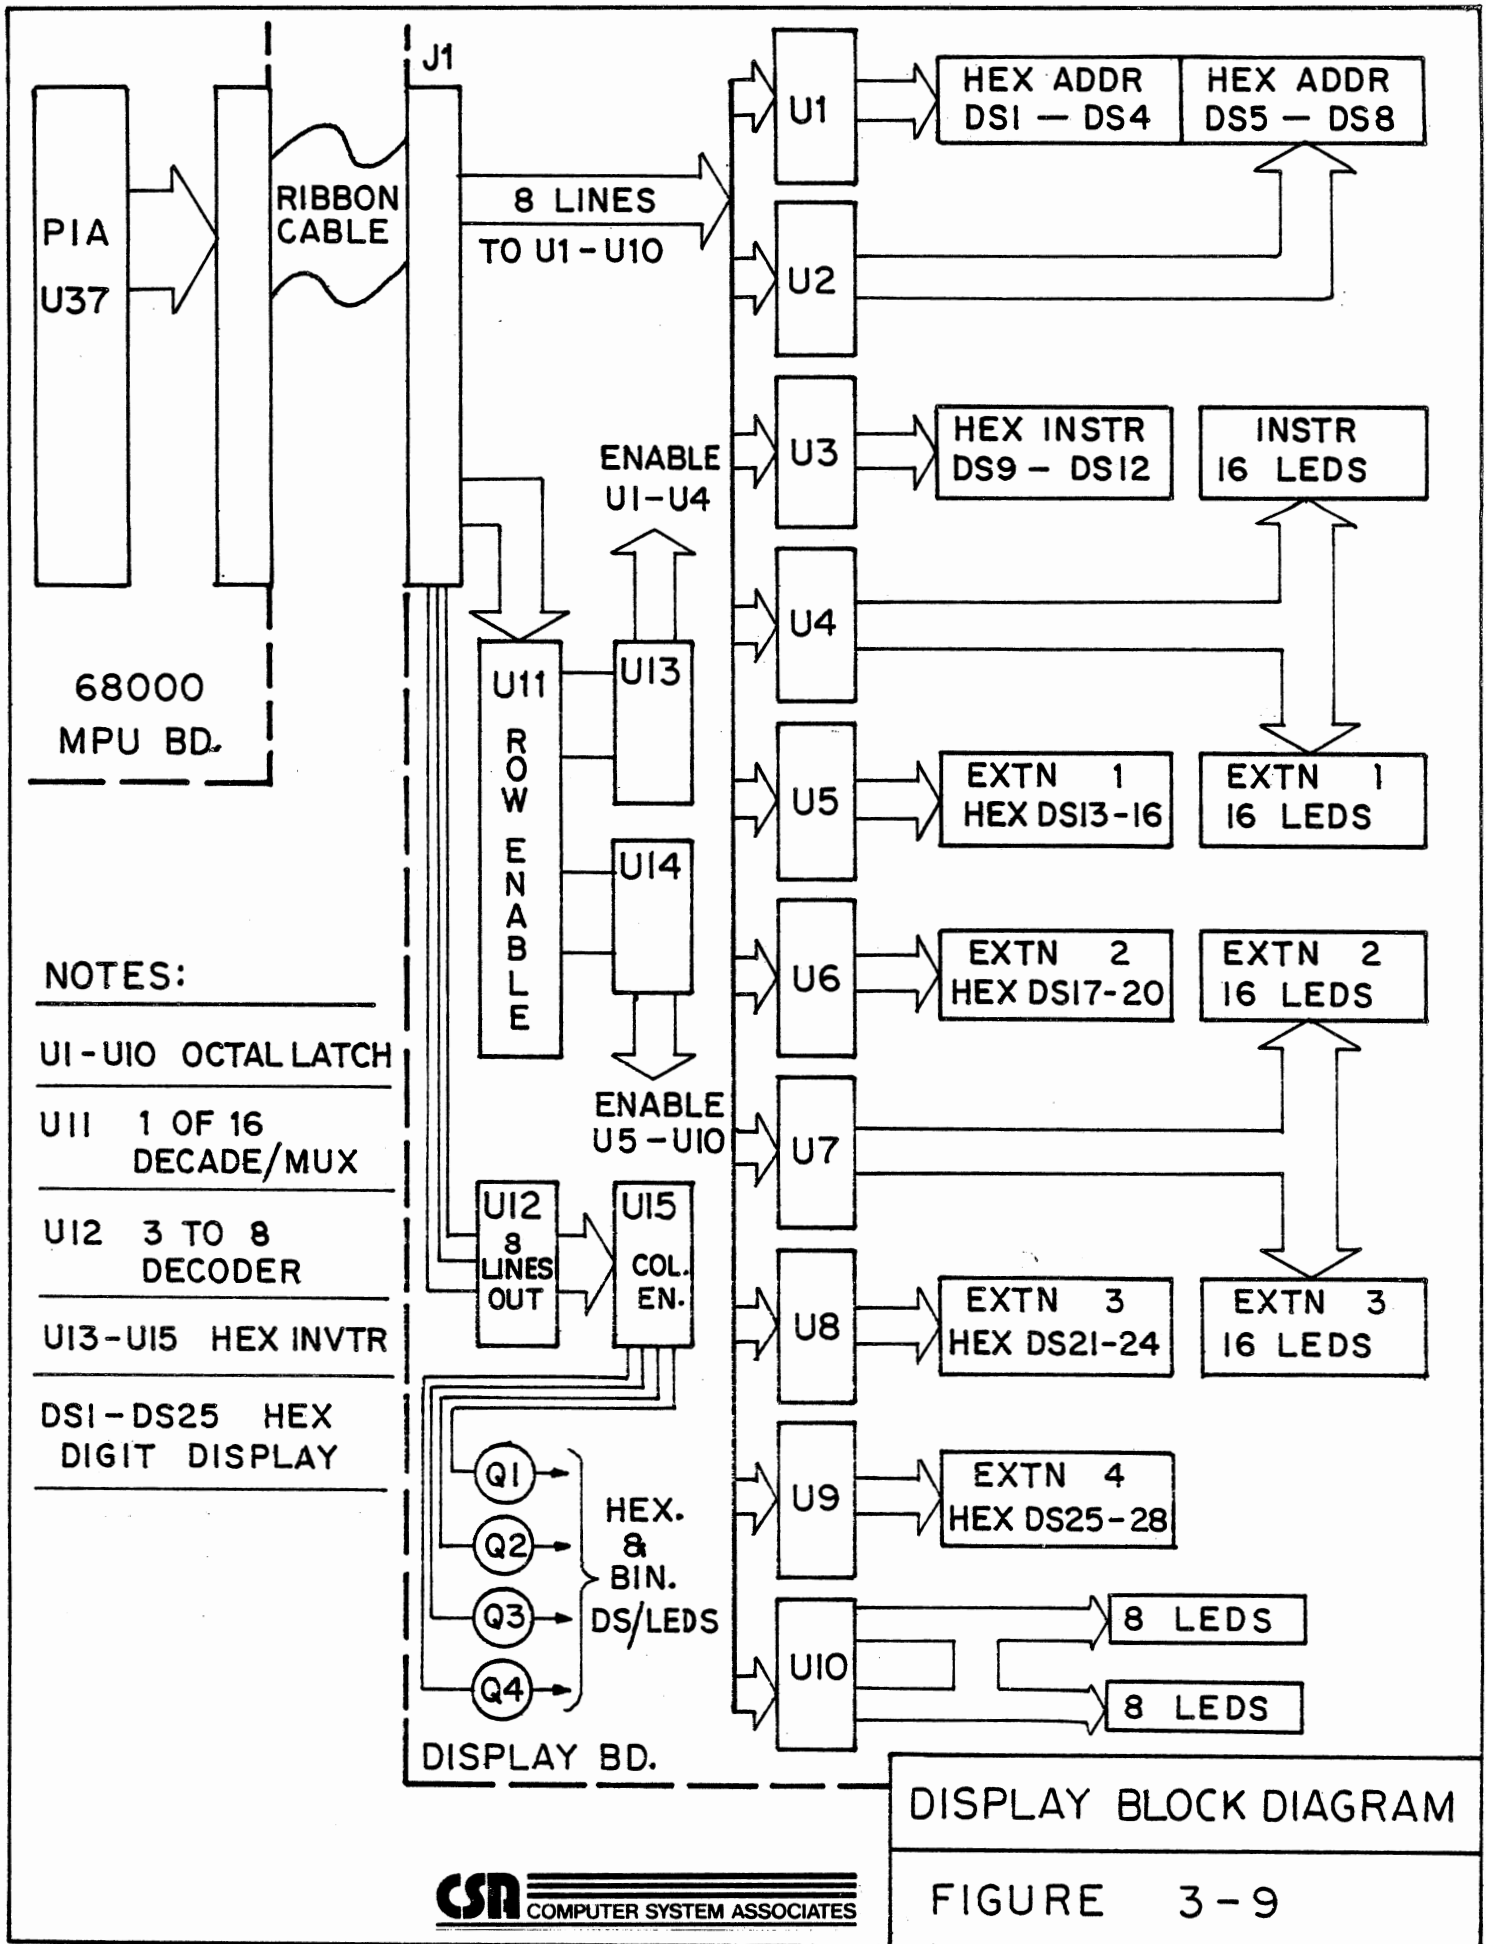 J1
PIA
U37
RIBBON
CABLE
8 LINES
TO U1-U10
68000
MPU BD.
ENABLE
U1-U4
U11
ROW ENABLE
U13
U14
ENABLE
U5-U10
U12
8
LINES
OUT
U15
COL.
EN.
Q1
Q2
Q3
Q4
HEX.
&
BIN.
DS/LEDS
DISPLAY BD.
U1
HEX ADDR
DS1 — DS4
HEX ADDR
DS5 — DS8
U2
U3
HEX INSTR
DS9 - DS12
INSTR
16 LEDS
U4
U5
EXTN 1
HEX DS13-16
EXTN 1
16 LEDS
U6
EXTN 2
HEX DS17-20
EXTN 2
16 LEDS
U7
U8
EXTN 3
HEX DS21-24
EXTN 3
16 LEDS
U9
EXTN 4
HEX DS25-28
U10
8 LEDS
8 LEDS
NOTES:
U1-U10 OCTAL LATCH
U11 1 OF 16
DECADE/MUX
U12 3 TO 8
DECODER
U13-U15 HEX INVTR
DS1-DS25 HEX
DIGIT DISPLAY
DISPLAY BLOCK DIAGRAM
FIGURE 3-9
CSA
COMPUTER SYSTEM ASSOCIATES